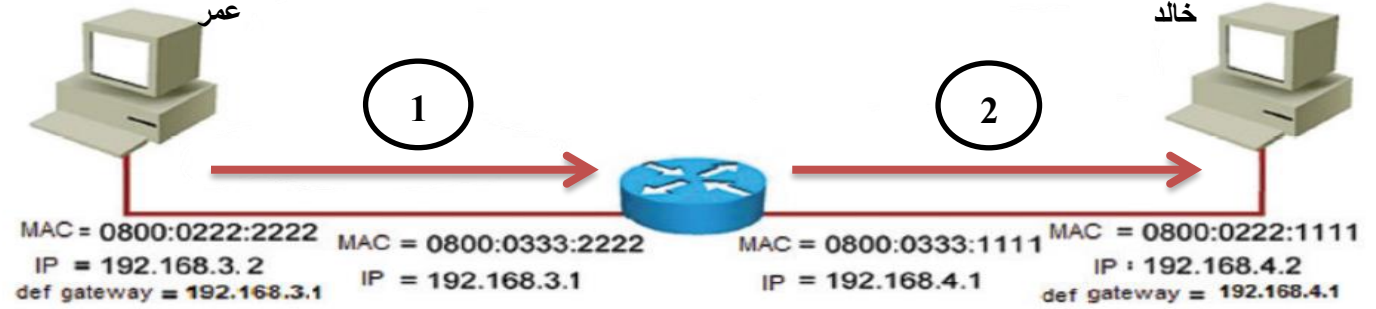 عمر
خالد
1
2
MAC = 0800:0222:2222
IP = 192.168.3.2
def gateway = 192.168.3.1
MAC = 0800:0333:2222
IP = 192.168.3.1
MAC = 0800:0333:1111
IP = 192.168.4.1
MAC = 0800:0222:1111
IP : 192.168.4.2
def gateway = 192.168.4.1